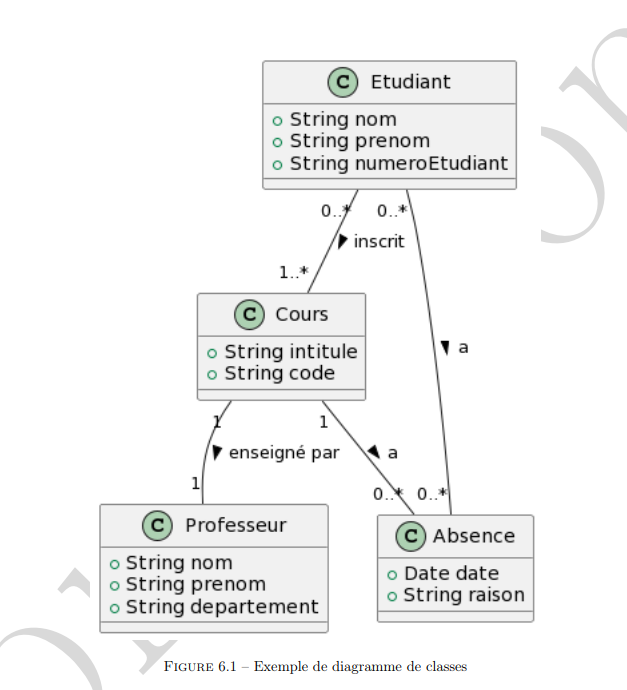 C Etudiant
String nom
String prenom
String numeroEtudiant
0..* 0..*
inscrit
1..*
C Cours
String intitule
String code
a
1 1
enseigné par
a
1
0..* 0..*
C Professeur
String nom
String prenom
String departement
C Absence
Date date
String raison
FIGURE 6.1 – Exemple de diagramme de classes